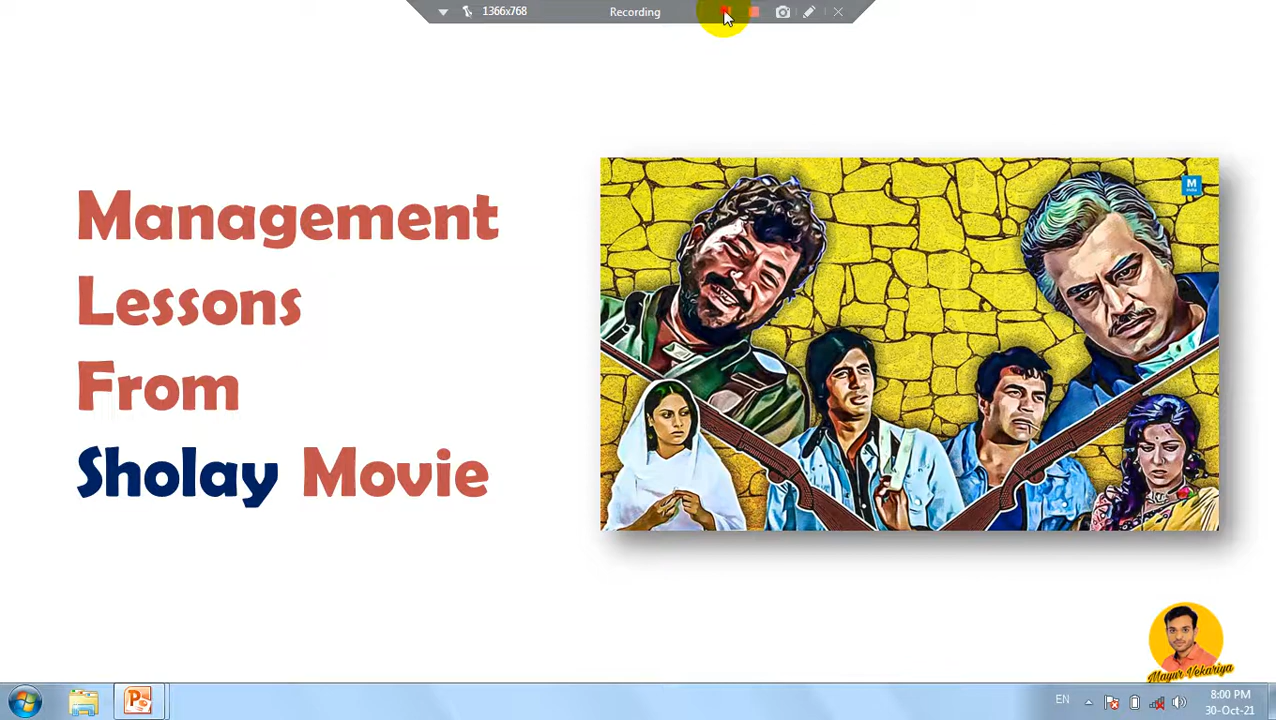 1366x768
Recording
Management
Lessons
From
Sholay Movie
M
Mayur Vekariya
EN
8:00 PM
30-Oct-21